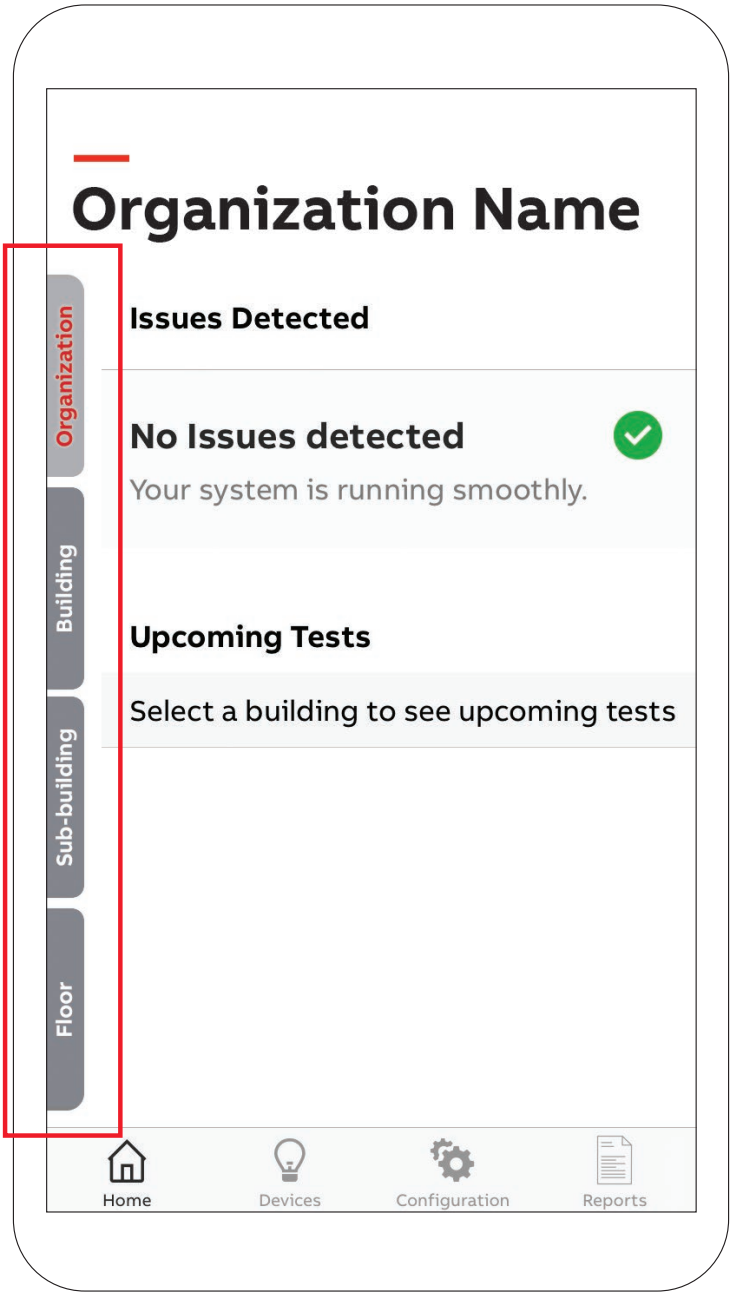 Organization Name
Organization
Building
Sub-building
Floor
Issues Detected
No Issues detected
Your system is running smoothly.
Upcoming Tests
Select a building to see upcoming tests
Home
Devices
Configuration
Reports